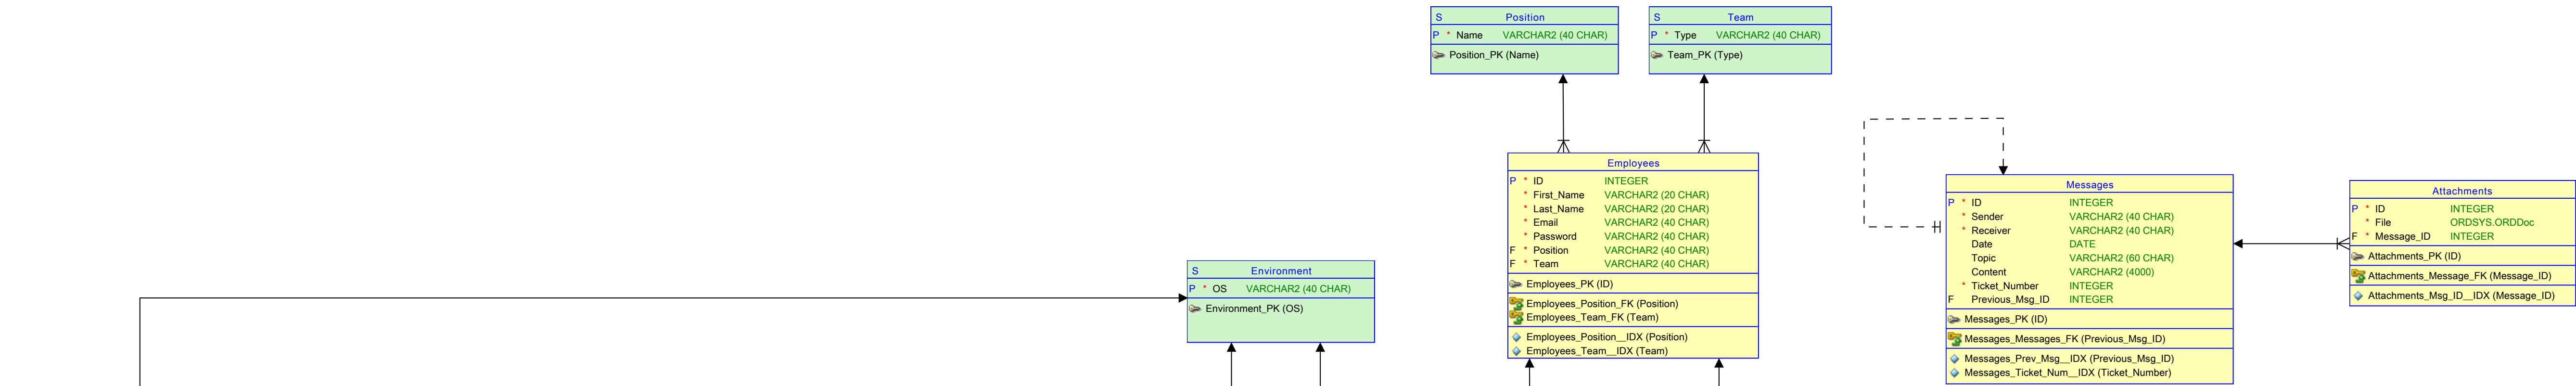 S Position
P * Name VARCHAR2 (40 CHAR)
Position_PK (Name)
S Team
P * Type VARCHAR2 (40 CHAR)
Team_PK (Type)
Employees
P * ID INTEGER
* First_Name VARCHAR2 (20 CHAR)
* Last_Name VARCHAR2 (20 CHAR)
* Email VARCHAR2 (40 CHAR)
* Password VARCHAR2 (40 CHAR)
F * Position VARCHAR2 (40 CHAR)
F * Team VARCHAR2 (40 CHAR)
Employees_PK (ID)
Employees_Position_FK (Position)
Employees_Team_FK (Team)
Employees_Position__IDX (Position)
Employees_Team__IDX (Team)
Messages
P * ID INTEGER
* Sender VARCHAR2 (40 CHAR)
* Receiver VARCHAR2 (40 CHAR)
Date DATE
Topic VARCHAR2 (60 CHAR)
Content VARCHAR2 (4000)
* Ticket_Number INTEGER
F Previous_Msg_ID INTEGER
Messages_PK (ID)
Messages_Messages_FK (Previous_Msg_ID)
Messages_Prev_Msg__IDX (Previous_Msg_ID)
Messages_Ticket_Num__IDX (Ticket_Number)
Attachments
P * ID INTEGER
* File ORDSYS.ORDDoc
F * Message_ID INTEGER
Attachments_PK (ID)
Attachments_Message_FK (Message_ID)
Attachments_Msg_ID__IDX (Message_ID)
S Environment
P * OS VARCHAR2 (40 CHAR)
Environment_PK (OS)